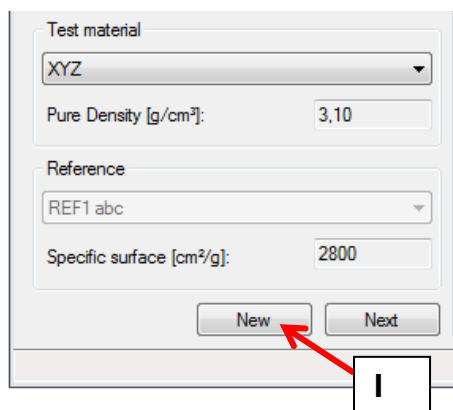 Test material
XYZ
Pure Density [g/cm³]: 3,10
Reference
REF1 abc
Specific surface [cm²/g]: 2800
New Next
I